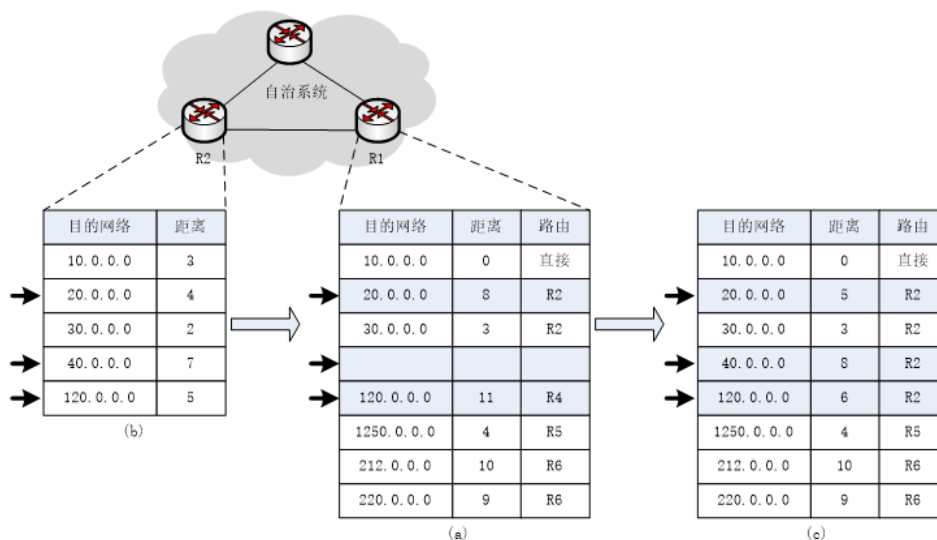 自治系统
R2
R1
目的网络 距离
10.0.0.0 3
20.0.0.0 4
30.0.0.0 2
40.0.0.0 7
120.0.0.0 5
(b)
目的网络 距离 路由
10.0.0.0 0 直接
20.0.0.0 8 R2
30.0.0.0 3 R2
120.0.0.0 11 R4
1250.0.0.0 4 R5
212.0.0.0 10 R6
220.0.0.0 9 R6
(a)
目的网络 距离 路由
10.0.0.0 0 直接
20.0.0.0 5 R2
30.0.0.0 3 R2
40.0.0.0 8 R2
120.0.0.0 6 R2
1250.0.0.0 4 R5
212.0.0.0 10 R6
220.0.0.0 9 R6
(c)